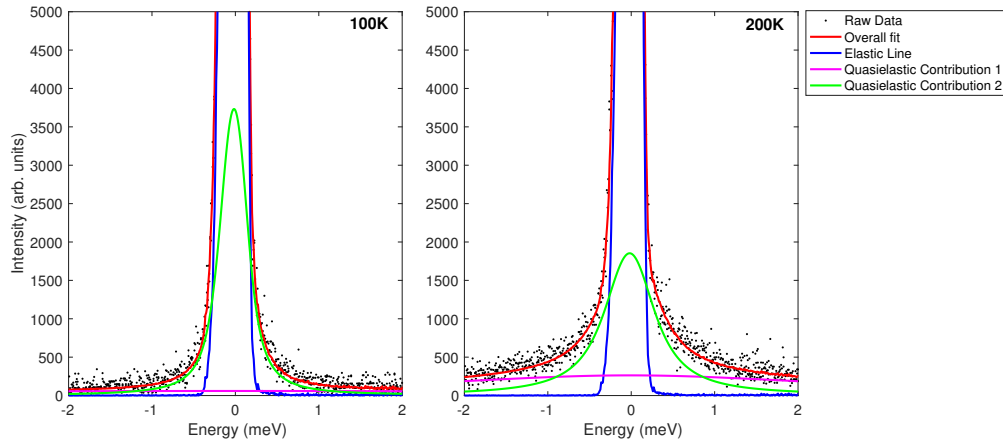 100K
5000
4500
4000
3500
3000
2500
2000
1500
1000
500
0
Intensity (arb. units)
-2 -1 0 1 2
Energy (meV)
200K
5000
4500
4000
3500
3000
2500
2000
1500
1000
500
0
-2 -1 0 1 2
Energy (meV)
Raw Data
Overall fit
Elastic Line
Quasielastic Contribution 1
Quasielastic Contribution 2